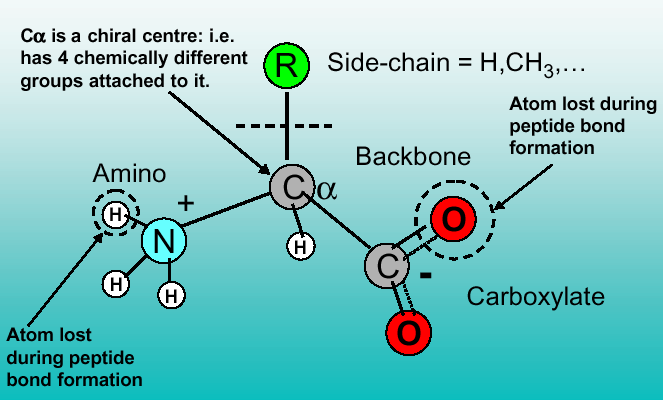 Cα is a chiral centre: i.e.
has 4 chemically different
groups attached to it.
R
Side-chain = H,CH3,…
Atom lost during
peptide bond
formation
Backbone
Amino
C α
H
+
N
H
O
H
H
C
-
Carboxylate
O
Atom lost
during peptide
bond formation